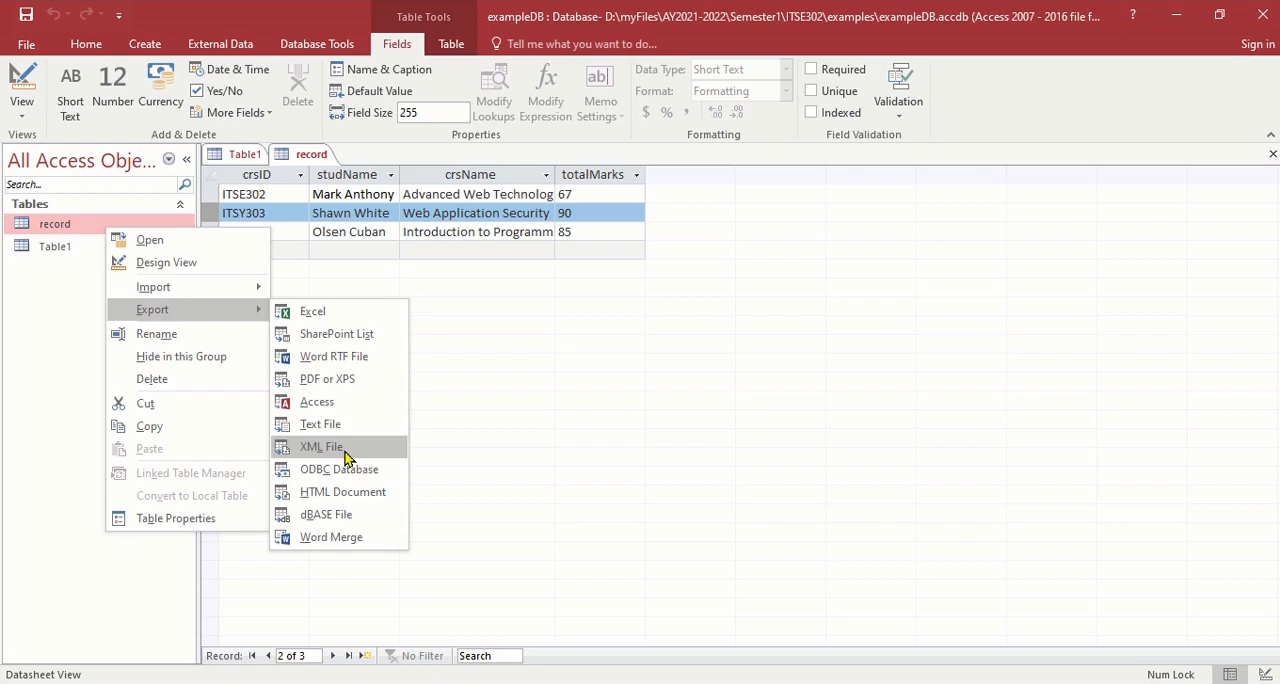 Table Tools
exampleDB : Database- D:\myFiles\AY2021-2022\Semester1\ITSE302\examples\exampleDB.accdb (Access 2007 - 2016 file f...
?
File
Home
Create
External Data
Database Tools
Fields
Table
Tell me what you want to do...
Sign in
View
Views
AB
Short
Text
12
Number
Currency
Date & Time
Yes/No
More Fields
Delete
Add & Delete
Name & Caption
Default Value
Field Size 255
Modify
Lookups
fx
Modify
Expression
ab
Memo
Settings
Properties
Data Type: Short Text
Format: Formatting
$ % , .00
Formatting
Required
Unique
Indexed
Validation
Field Validation
All Access Obje...
Search...
Tables
record
Table1
Table1
record
crsID studName crsName totalMarks
ITSE302 Mark Anthony Advanced Web Technolog 67
ITSY303 Shawn White Web Application Security 90
Olsen Cuban Introduction to Programm 85
Open
Design View
Import
Export
Rename
Hide in this Group
Delete
Cut
Copy
Paste
Linked Table Manager
Convert to Local Table
Table Properties
Excel
SharePoint List
Word RTF File
PDF or XPS
Access
Text File
XML File
ODBC Database
HTML Document
dBASE File
Word Merge
Record: 2 of 3 No Filter Search
Datasheet View
Num Lock